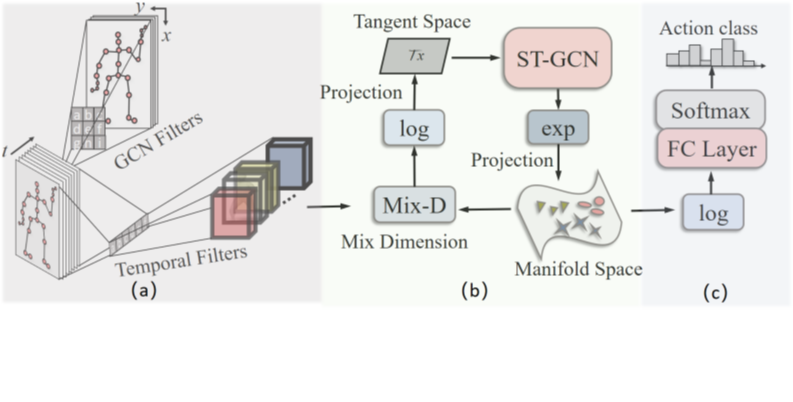 y
x
t
GCN Filters
Temporal Filters
(a)
Tangent Space
Tx
ST-GCN
Projection
log
exp
Projection
Mix-D
Mix Dimension
Manifold Space
(b)
Action class
Softmax
FC Layer
log
(c)